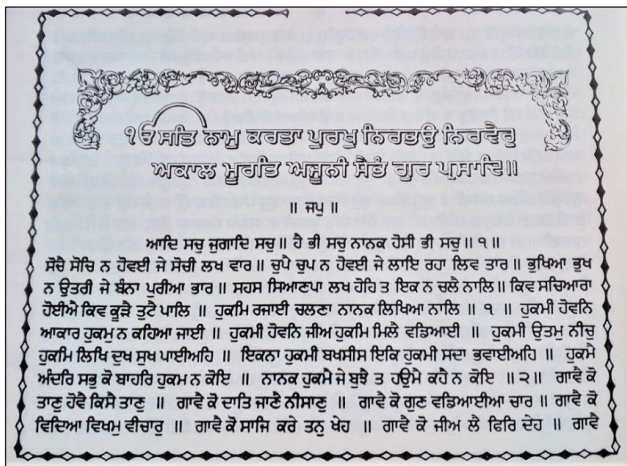 ੴ ਸਤਿ ਨਾਮੁ ਕਰਤਾ ਪੁਰਖੁ ਨਿਰਭਉ ਨਿਰਵੈਰੁ
ਅਕਾਲ ਮੂਰਤਿ ਅਜੂਨੀ ਸੈਭੰ ਗੁਰ ਪ੍ਰਸਾਦਿ॥
॥ ਜਪੁ ॥
ਆਦਿ ਸਚੁ ਜੁਗਾਦਿ ਸਚੁ॥ ਹੈ ਭੀ ਸਚੁ ਨਾਨਕ ਹੋਸੀ ਭੀ ਸਚੁ॥੧॥
ਸੋਚੈ ਸੋਚਿ ਨ ਹੋਵਈ ਜੇ ਸੋਚੀ ਲਖ ਵਾਰ॥ ਚੁਪੈ ਚੁਪ ਨ ਹੋਵਈ ਜੇ ਲਾਇ ਰਹਾ ਲਿਵ ਤਾਰ॥ ਭੁਖਿਆ ਭੁਖ
ਨ ਉਤਰੀ ਜੇ ਬੰਨਾ ਪੁਰੀਆ ਭਾਰ॥ ਸਹਸ ਸਿਆਣਪਾ ਲਖ ਹੋਹਿ ਤ ਇਕ ਨ ਚਲੈ ਨਾਲਿ॥ ਕਿਵ ਸਚਿਆਰਾ
ਹੋਈਐ ਕਿਵ ਕੂੜੈ ਤੁਟੈ ਪਾਲਿ ॥ ਹੁਕਮਿ ਰਜਾਈ ਚਲਣਾ ਨਾਨਕ ਲਿਖਿਆ ਨਾਲਿ ॥ ੧ ॥ ਹੁਕਮੀ ਹੋਵਨਿ
ਆਕਾਰ ਹੁਕਮੁ ਨ ਕਹਿਆ ਜਾਈ ॥ ਹੁਕਮੀ ਹੋਵਨਿ ਜੀਅ ਹੁਕਮਿ ਮਿਲੈ ਵਡਿਆਈ ॥ ਹੁਕਮੀ ਉਤਮੁ ਨੀਚੁ
ਹੁਕਮਿ ਲਿਖਿ ਦੁਖ ਸੁਖ ਪਾਈਅਹਿ ॥ ਇਕਨਾ ਹੁਕਮੀ ਬਖਸੀਸ ਇਕਿ ਹੁਕਮੀ ਸਦਾ ਭਵਾਈਅਹਿ ॥ ਹੁਕਮੈ
ਅੰਦਰਿ ਸਭੁ ਕੋ ਬਾਹਰਿ ਹੁਕਮ ਨ ਕੋਇ ॥ ਨਾਨਕ ਹੁਕਮੈ ਜੇ ਬੁਝੈ ਤ ਹਉਮੈ ਕਹੈ ਨ ਕੋਇ ॥੨॥ ਗਾਵੈ ਕੋ
ਤਾਣੁ ਹੋਵੈ ਕਿਸੈ ਤਾਣੁ ॥ ਗਾਵੈ ਕੋ ਦਾਤਿ ਜਾਣੈ ਨੀਸਾਣੁ ॥ ਗਾਵੈ ਕੋ ਗੁਣ ਵਡਿਆਈਆ ਚਾਰ ॥ ਗਾਵੈ ਕੋ
ਵਿਦਿਆ ਵਿਖਮੁ ਵੀਚਾਰੁ ॥ ਗਾਵੈ ਕੋ ਸਾਜਿ ਕਰੇ ਤਨੁ ਖੇਹ ॥ ਗਾਵੈ ਕੋ ਜੀਅ ਲੈ ਫਿਰਿ ਦੇਹ ॥ ਗਾਵੈ